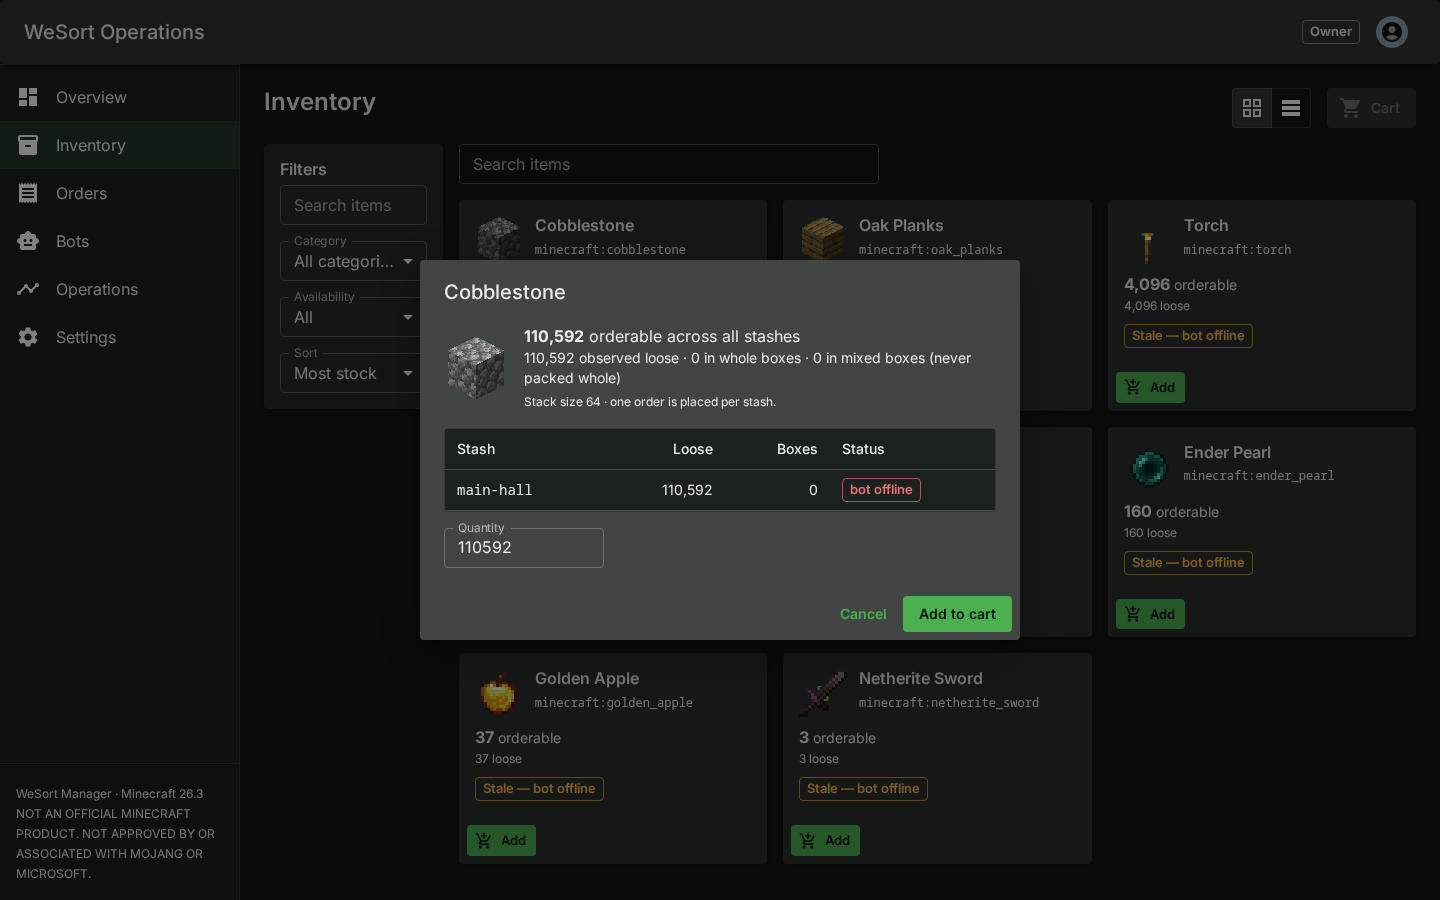 WeSort Operations
Owner
Overview
Inventory
Orders
Bots
Operations
Settings
WeSort Manager · Minecraft 26.3
NOT AN OFFICIAL MINECRAFT
PRODUCT. NOT APPROVED BY OR
ASSOCIATED WITH MOJANG OR
MICROSOFT.
Inventory
Cart
Filters
Search items
Category
All categori...
Availability
All
Sort
Most stock
Search items
Cobblestone
minecraft:cobblestone
Oak Planks
minecraft:oak_planks
Torch
minecraft:torch
4,096 orderable
4,096 loose
Stale — bot offline
Add
Cobblestone
110,592 orderable across all stashes
110,592 observed loose · 0 in whole boxes · 0 in mixed boxes (never
packed whole)
Stack size 64 · one order is placed per stash.
Stash Loose Boxes Status
main-hall 110,592 0 bot offline
Quantity
110592
Cancel
Add to cart
Ender Pearl
minecraft:ender_pearl
160 orderable
160 loose
Stale — bot offline
Add
Golden Apple
minecraft:golden_apple
37 orderable
37 loose
Stale — bot offline
Add
Netherite Sword
minecraft:netherite_sword
3 orderable
3 loose
Stale — bot offline
Add